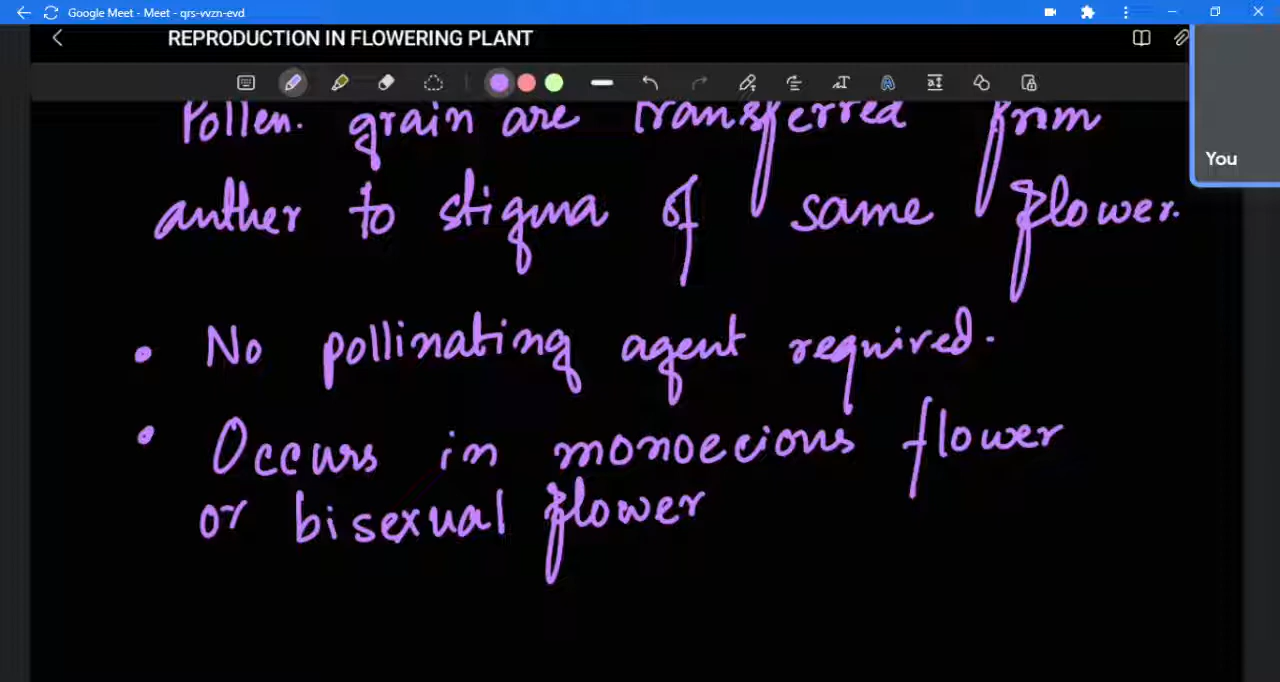 Google Meet - Meet - qrs-vvzn-evd
REPRODUCTION IN FLOWERING PLANT
Pollen. grain are transferred from
anther to stigma of same flower.
You
• No pollinating agent required.
• Occurs in monoecious flower
or bisexual flower